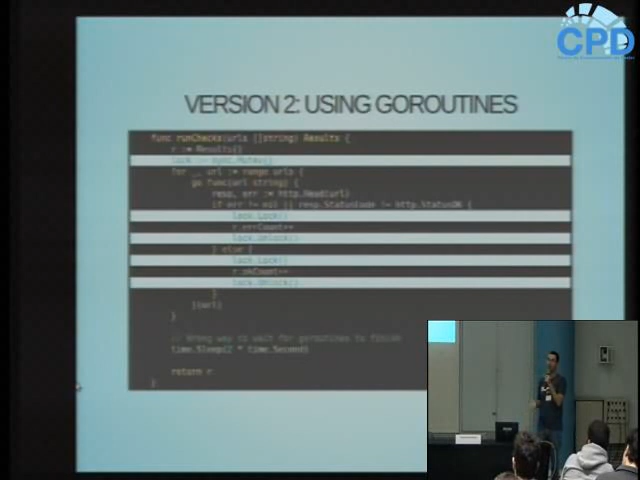 CPD
VERSION 2: USING GOROUTINES
func runChecks(urls []string) Results {
r := Results{}
lock := sync.Mutex{}
for _, url := range urls {
go func(url string) {
resp, err := http.Head(url)
if err != nil || resp.StatusCode != http.StatusOK {
lock.Lock()
r.errCount++
lock.Unlock()
} else {
lock.Lock()
r.okCount++
lock.Unlock()
}
}(url)
}
// Wrong way to wait for goroutines to finish
time.Sleep(2 * time.Second)
return r
}